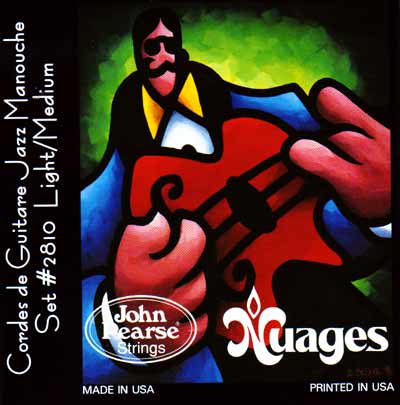 Cordes de Guitare Jazz Manouche
Set #2810 Light/Medium
John
Pearse®
Strings
Nuages
MADE IN USA
PRINTED IN USA